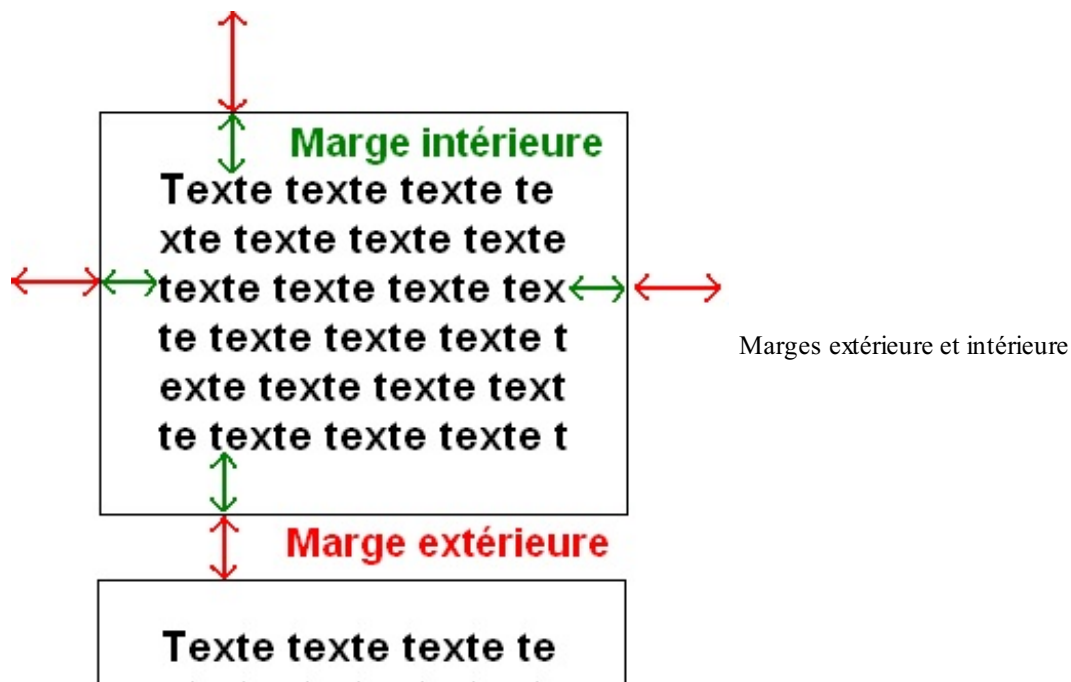 Marge intérieure
Texte texte texte te
xte texte texte texte
texte texte texte tex
te texte texte texte t
exte texte texte text
te texte texte texte t
Marges extérieure et intérieure
Marge extérieure
Texte texte texte te